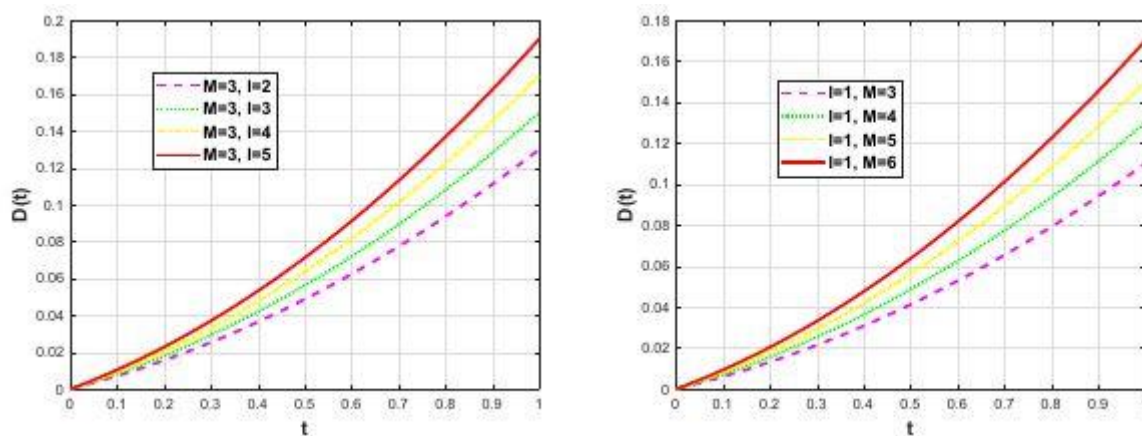 0.2
0.18
0.16
0.14
0.12
0.1
0.08
0.06
0.04
0.02
0
D(t)
M=3, I=2
M=3, I=3
M=3, I=4
M=3, I=5
0 0.1 0.2 0.3 0.4 0.5 0.6 0.7 0.8 0.9 1
t
0.18
0.16
0.14
0.12
0.1
0.08
0.06
0.04
0.02
0
D(t)
I=1, M=3
I=1, M=4
I=1, M=5
I=1, M=6
0 0.1 0.2 0.3 0.4 0.5 0.6 0.7 0.8 0.9
t